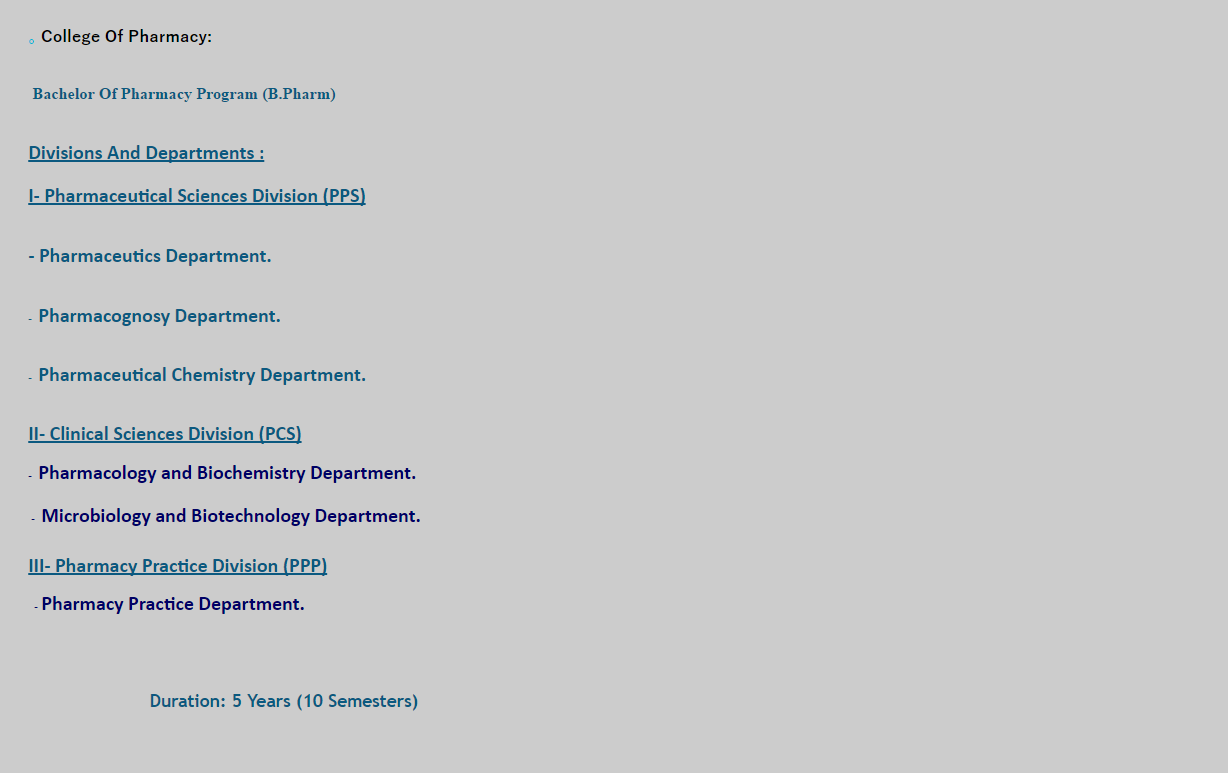 College Of Pharmacy:
Bachelor Of Pharmacy Program (B.Pharm)
Divisions And Departments :
I- Pharmaceutical Sciences Division (PPS)
- Pharmaceutics Department.
- Pharmacognosy Department.
- Pharmaceutical Chemistry Department.
II- Clinical Sciences Division (PCS)
- Pharmacology and Biochemistry Department.
- Microbiology and Biotechnology Department.
III- Pharmacy Practice Division (PPP)
- Pharmacy Practice Department.
Duration: 5 Years (10 Semesters)